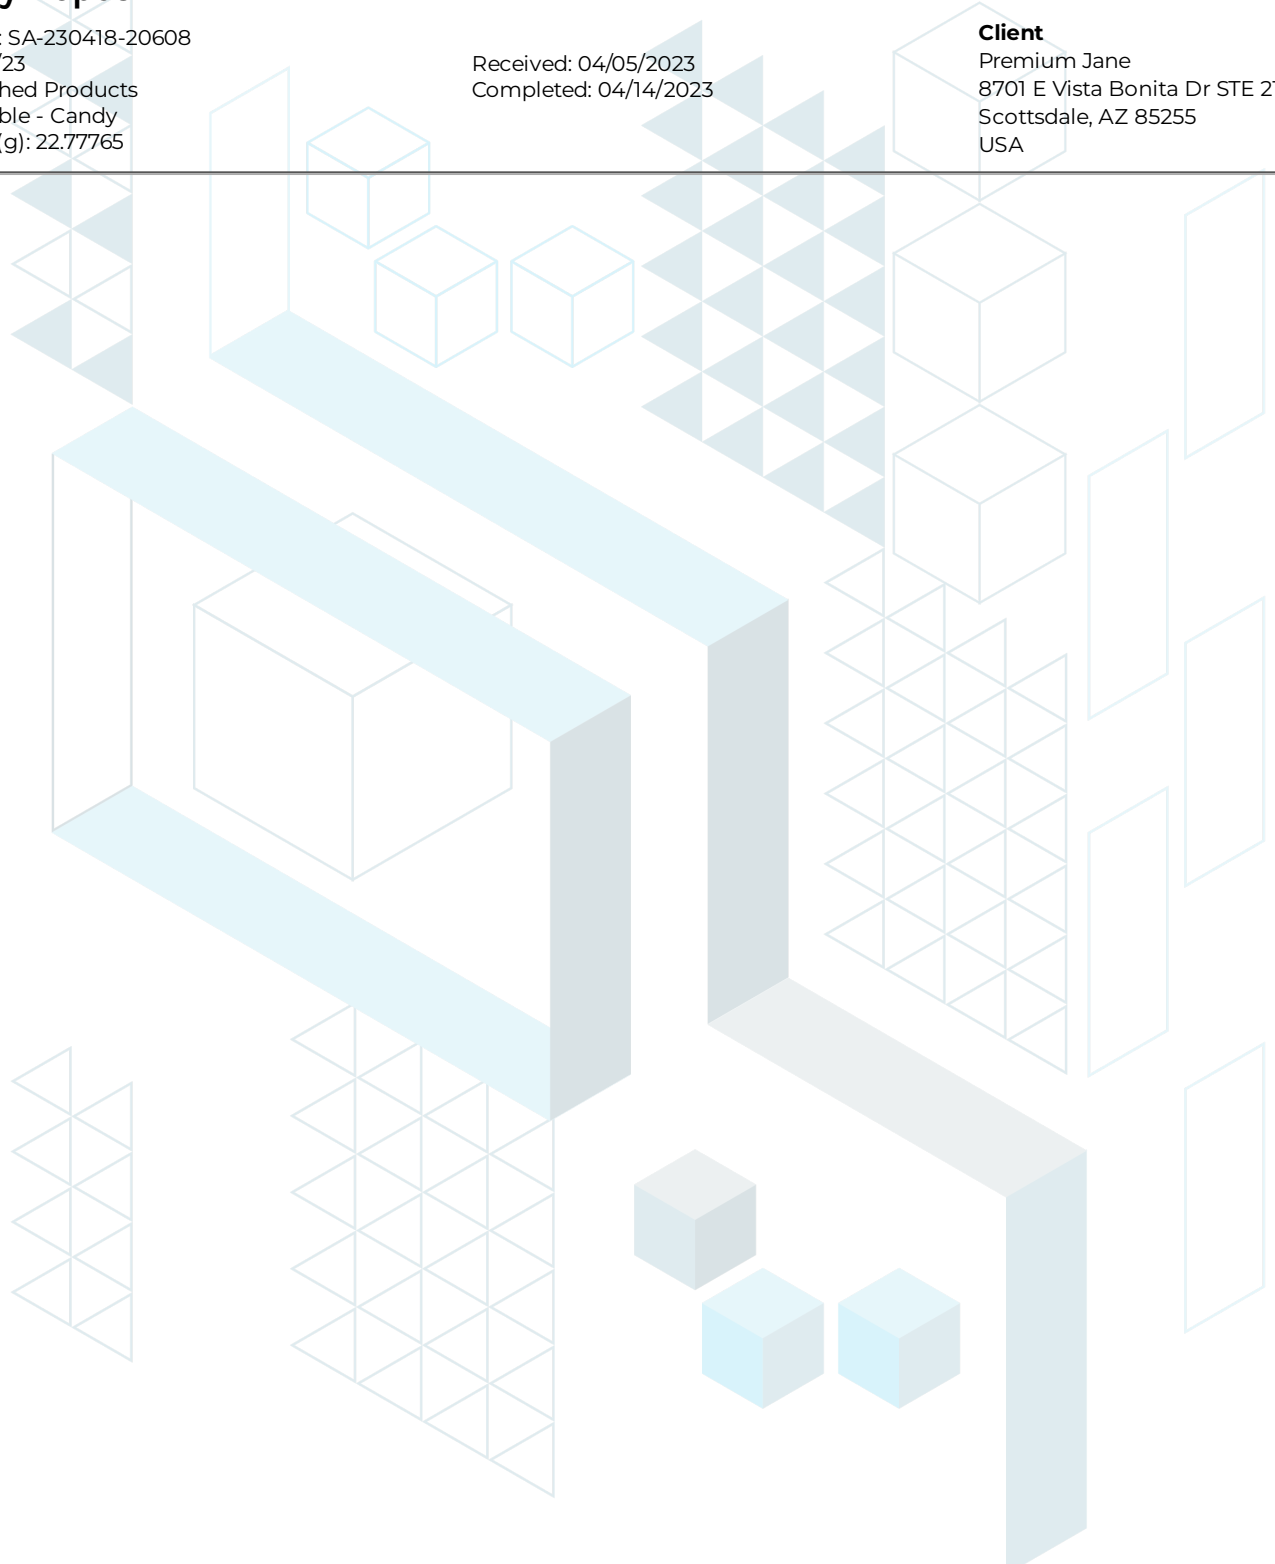 : SA-230418-20608
/23
hed Products
ble - Candy
(g): 22.77765
Received: 04/05/2023
Completed: 04/14/2023
Client
Premium Jane
8701 E Vista Bonita Dr STE
Scottsdale, AZ 85255
USA